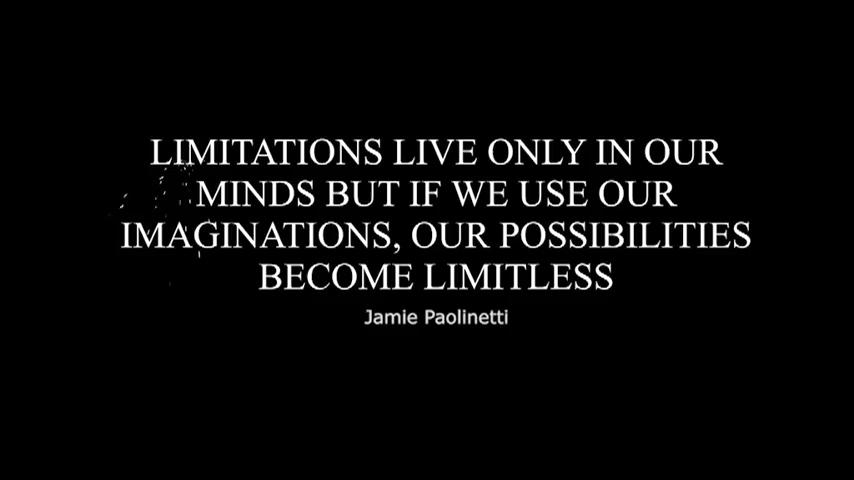 LIMITATIONS LIVE ONLY IN OUR
MINDS BUT IF WE USE OUR
IMAGINATIONS, OUR POSSIBILITIES
BECOME LIMITLESS
Jamie Paolinetti